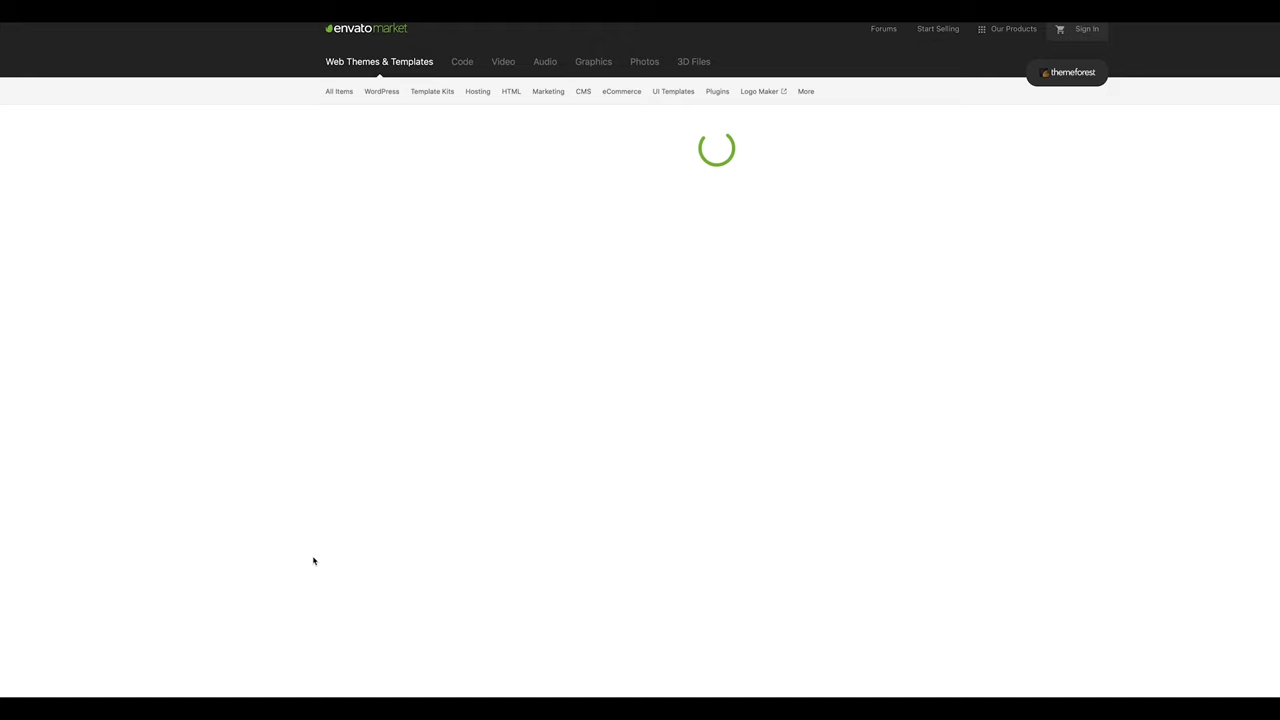 envatomarket
Forums Start Selling Our Products Sign In
Web Themes & Templates Code Video Audio Graphics Photos 3D Files
themeforest
All Items WordPress Template Kits Hosting HTML Marketing CMS eCommerce UI Templates Plugins Logo Maker More